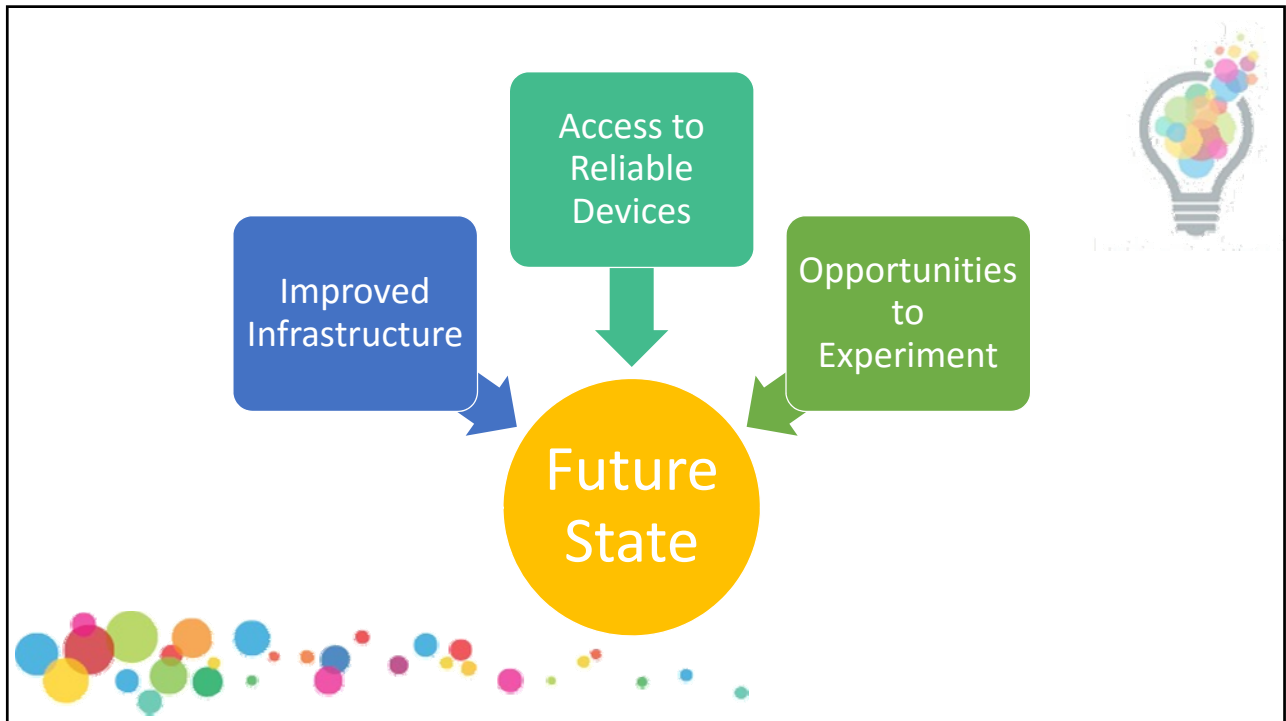 Improved
Infrastructure
Access to
Reliable
Devices
Opportunities
to
Experiment
Future
State